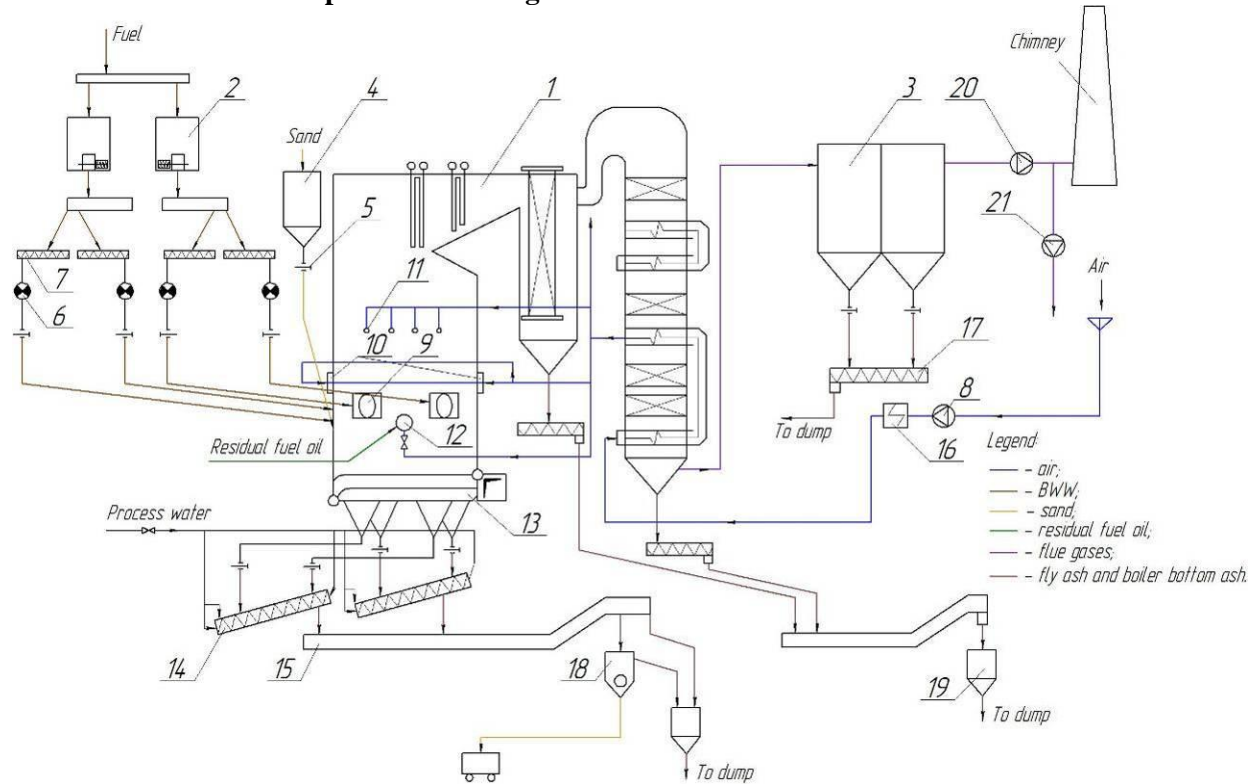 Fuel
Chimney
2
4
1
3
20
Sand
5
21
Air
7
11
6
10
9
17
8
12
To dump
16
Residual fuel oil
Legend:
– air;
– BWW;
– sand;
– residual fuel oil;
– flue gases;
– fly ash and boiler bottom ash.
Process water
13
14
15
18
19
To dump
To dump